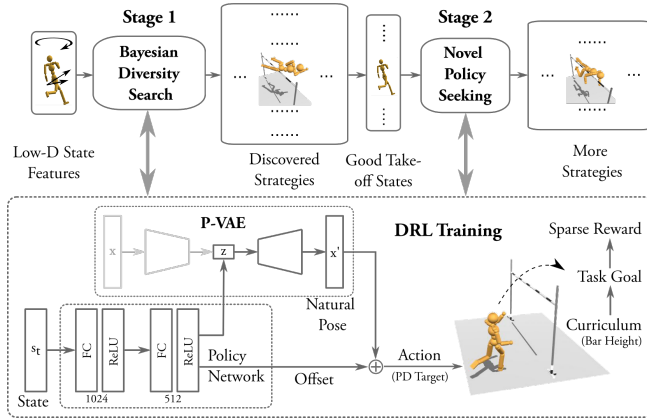 Stage 1
Stage 2
Bayesian
Diversity
Search
Novel
Policy
Seeking
Low-D State
Features
Discovered
Strategies
Good Take-
off States
More
Strategies
P-VAE
DRL Training
x
z
x'
Natural
Pose
Sparse Reward
Task Goal
Curriculum
(Bar Height)
st
FC
ReLU
FC
ReLU
1024
512
Policy
Network
State
Offset
Action
(PD Target)